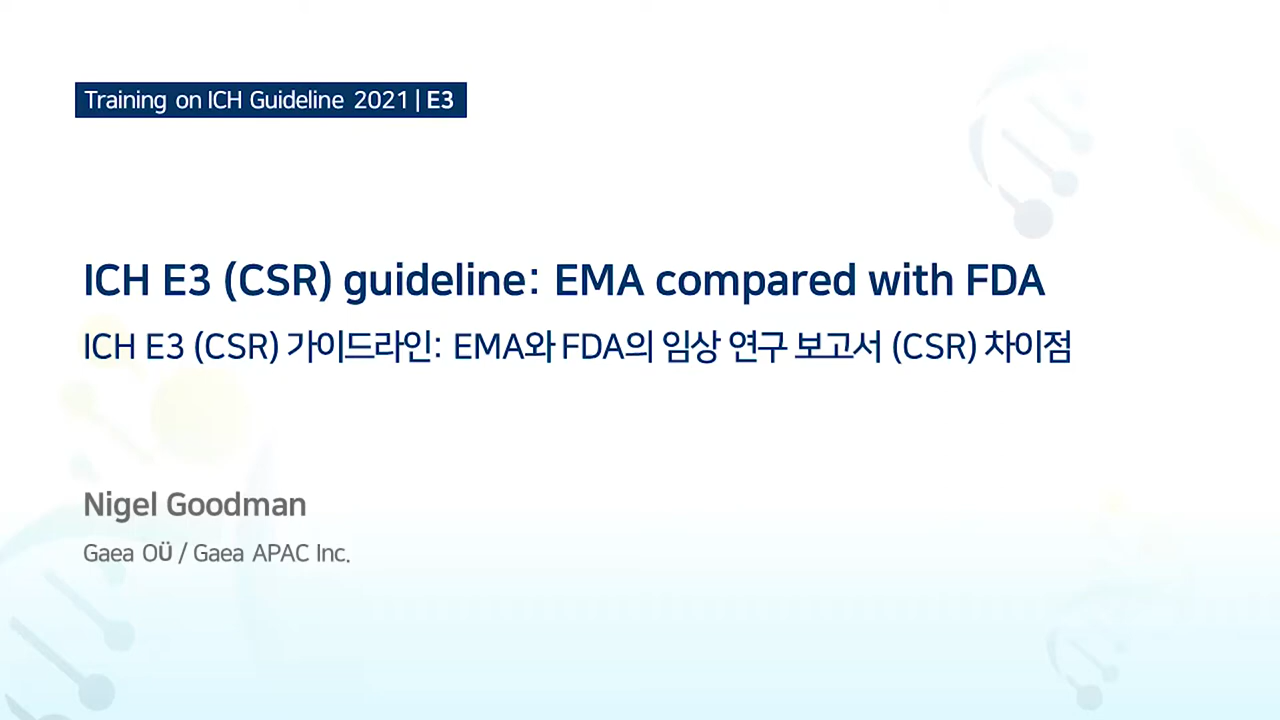 Training on ICH Guideline 2021 | E3
ICH E3 (CSR) guideline: EMA compared with FDA
ICH E3 (CSR) 가이드라인: EMA와 FDA의 임상 연구 보고서 (CSR) 차이점
Nigel Goodman
Gaea OÜ / Gaea APAC Inc.